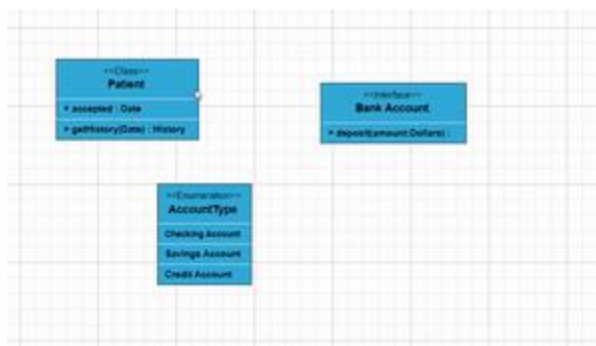 <<Class>>
Patient
+ accepted : Date
+ getHistory(Date) : History
<<Interface>>
Bank Account
+ deposit(amount:Dollars) :
<<Enumeration>>
AccountType
Checking Account
Savings Account
Credit Account